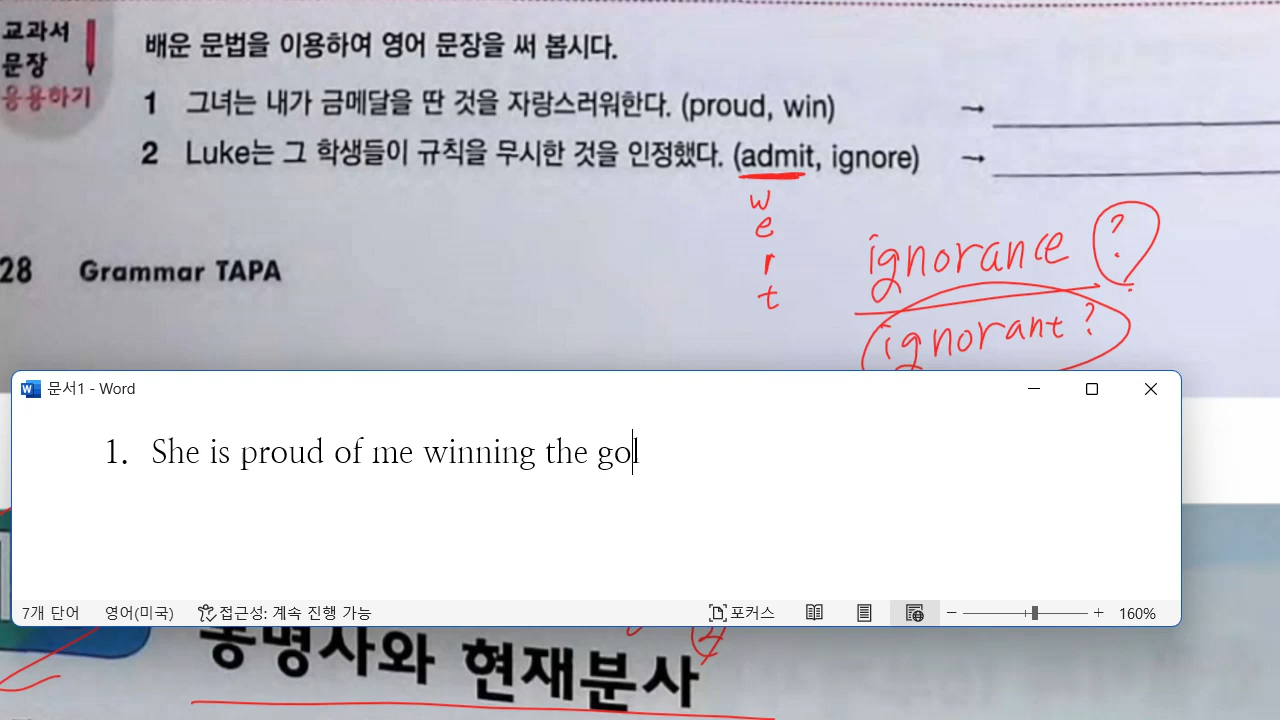 교과서
문장
응용하기
배운 문법을 이용하여 영어 문장을 써 봅시다.
1 그녀는 내가 금메달을 딴 것을 자랑스러워한다. (proud, win) →
2 Luke는 그 학생들이 규칙을 무시한 것을 인정했다. (admit, ignore) →
w
e
r
t
ignorance ?
ignorant ?
28 Grammar TAPA
문서1 - Word
1. She is proud of me winning the gol
7개 단어 영어(미국) 접근성: 계속 진행 가능 포커스 160%
동명사와 현재분사